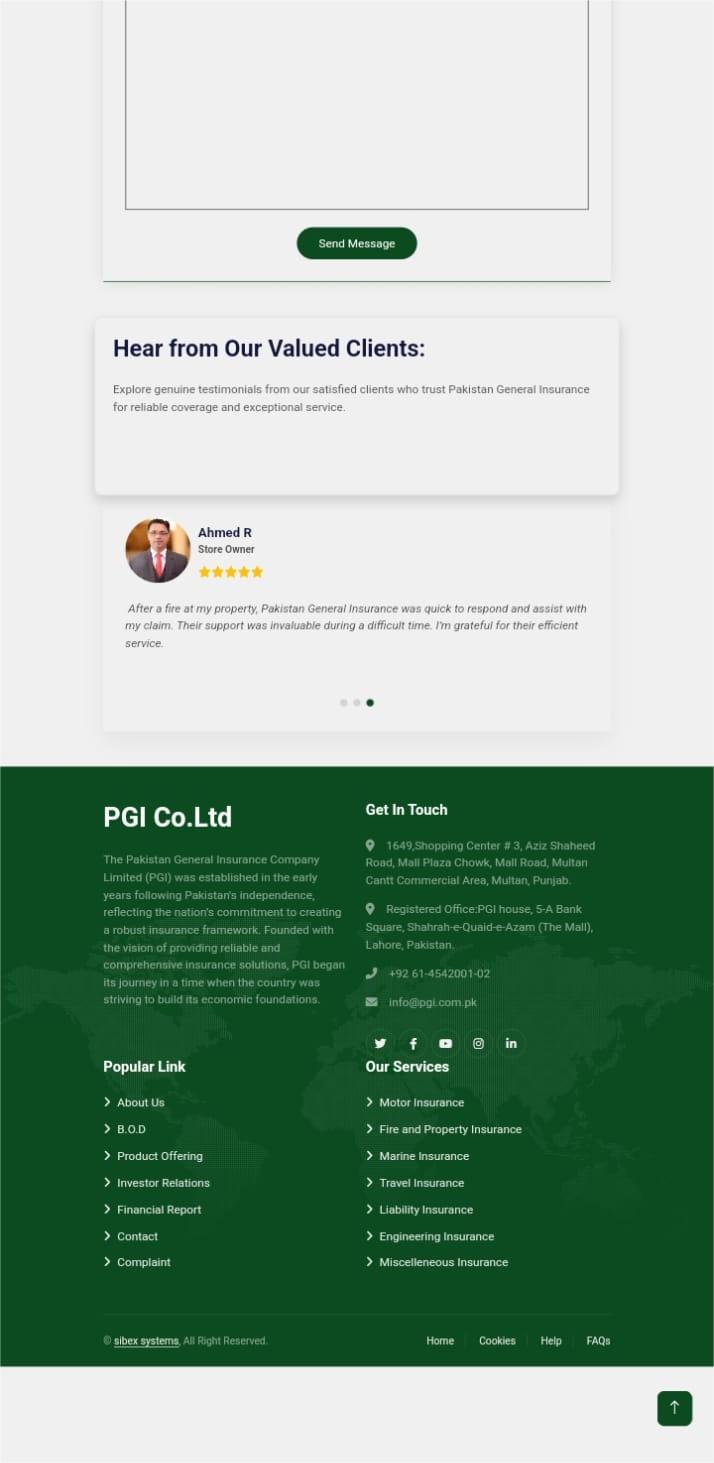 Send Message
Hear from Our Valued Clients:
Explore genuine testimonials from our satisfied clients who trust Pakistan General Insurance
for reliable coverage and exceptional service.
Ahmed R
Store Owner
After a fire at my property, Pakistan General Insurance was quick to respond and assist with
my claim. Their support was invaluable during a difficult time. I'm grateful for their efficient
service.
PGI Co.Ltd
The Pakistan General Insurance Company
Limited (PGI) was established in the early
years following Pakistan's independence,
reflecting the nation's commitment to creating
a robust insurance framework. Founded with
the vision of providing reliable and
comprehensive insurance solutions, PGI began
its journey in a time when the country was
striving to build its economic foundations.
Get In Touch
1649,Shopping Center # 3, Aziz Shaheed
Road, Mall Plaza Chowk, Mall Road, Multan
Cantt Commercial Area, Multan, Punjab.
Registered Office:PGI house, 5-A Bank
Square, Shahrah-e-Quaid-e-Azam (The Mall),
Lahore, Pakistan.
+92 61-4542001-02
info@pgi.com.pk
Popular Link
About Us
B.O.D
Product Offering
Investor Relations
Financial Report
Contact
Complaint
Our Services
Motor Insurance
Fire and Property Insurance
Marine Insurance
Travel Insurance
Liability Insurance
Engineering Insurance
Miscelleneous Insurance
© sibex systems, All Right Reserved.
Home Cookies Help FAQs